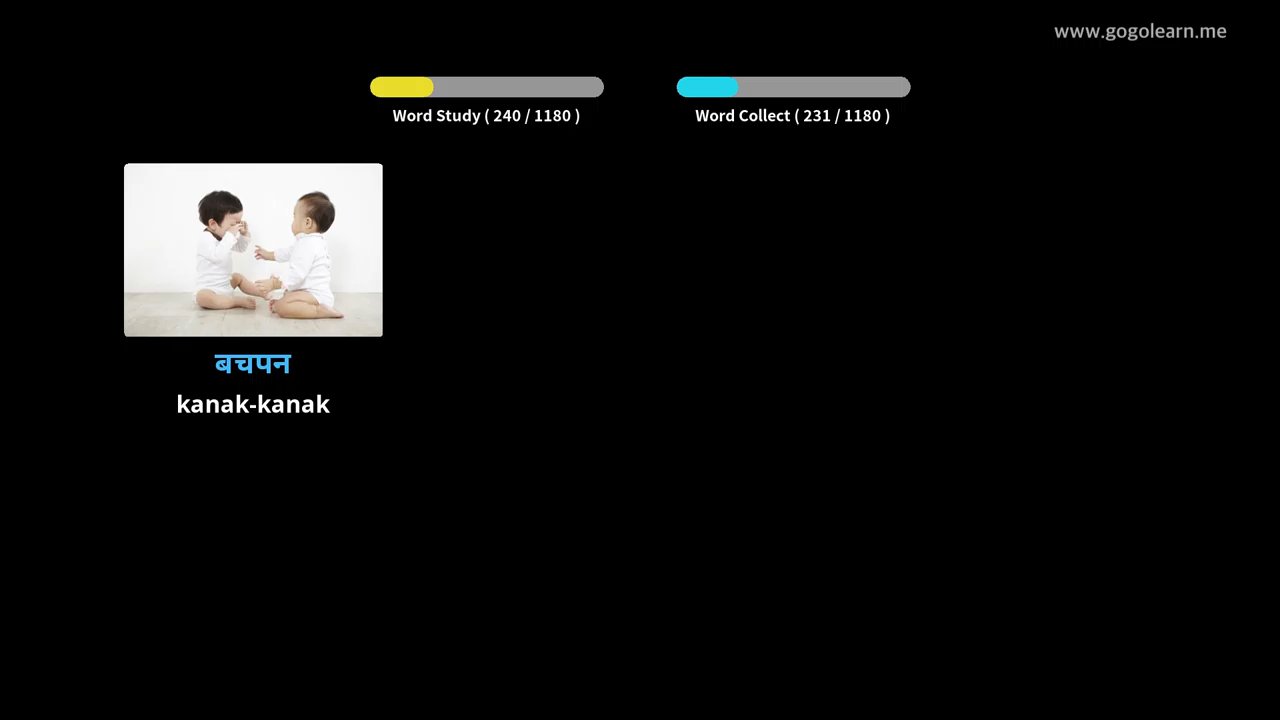 www.gogolearn.me
Word Study ( 240 / 1180 )
Word Collect ( 231 / 1180 )
बचपन
kanak-kanak